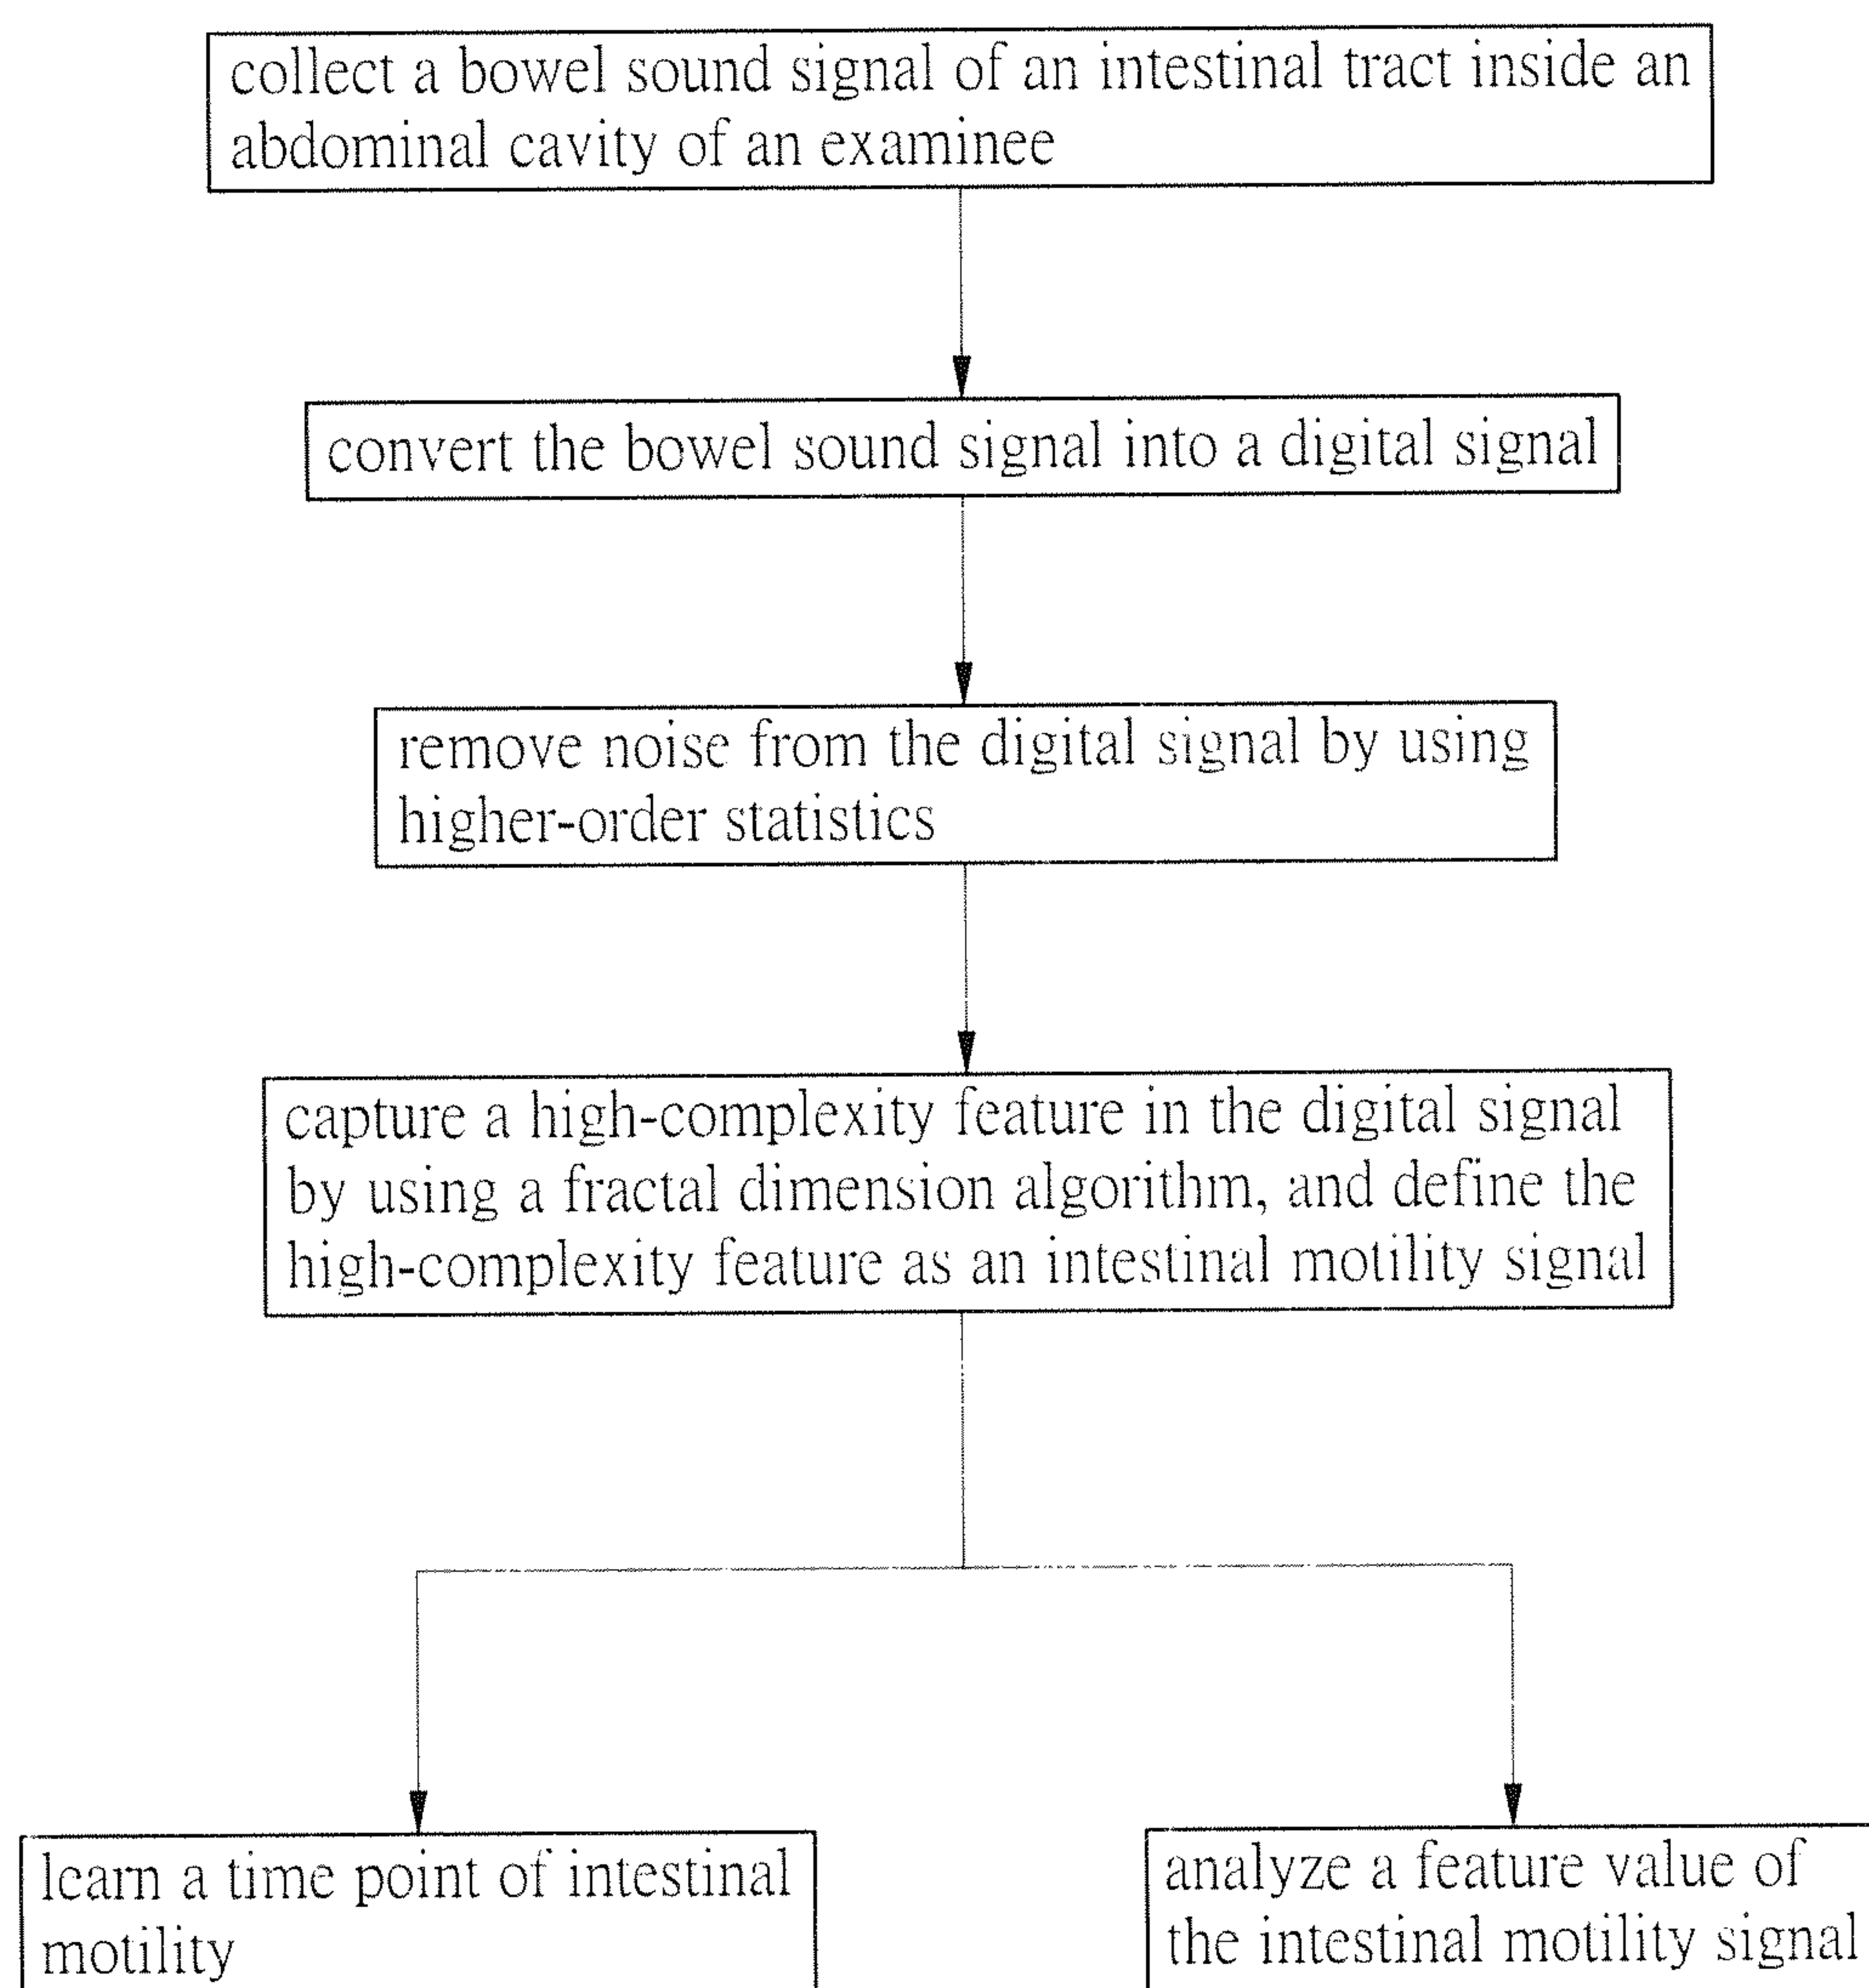 collect a bowel sound signal of an intestinal tract inside an
abdominal cavity of an examinee
convert the bowel sound signal into a digital signal
remove noise from the digital signal by using
higher-order statistics
capture a high-complexity feature in the digital signal
by using a fractal dimension algorithm, and define the
high-complexity feature as an intestinal motility signal
learn a time point of intestinal
motility
analyze a feature value of
the intestinal motility signal